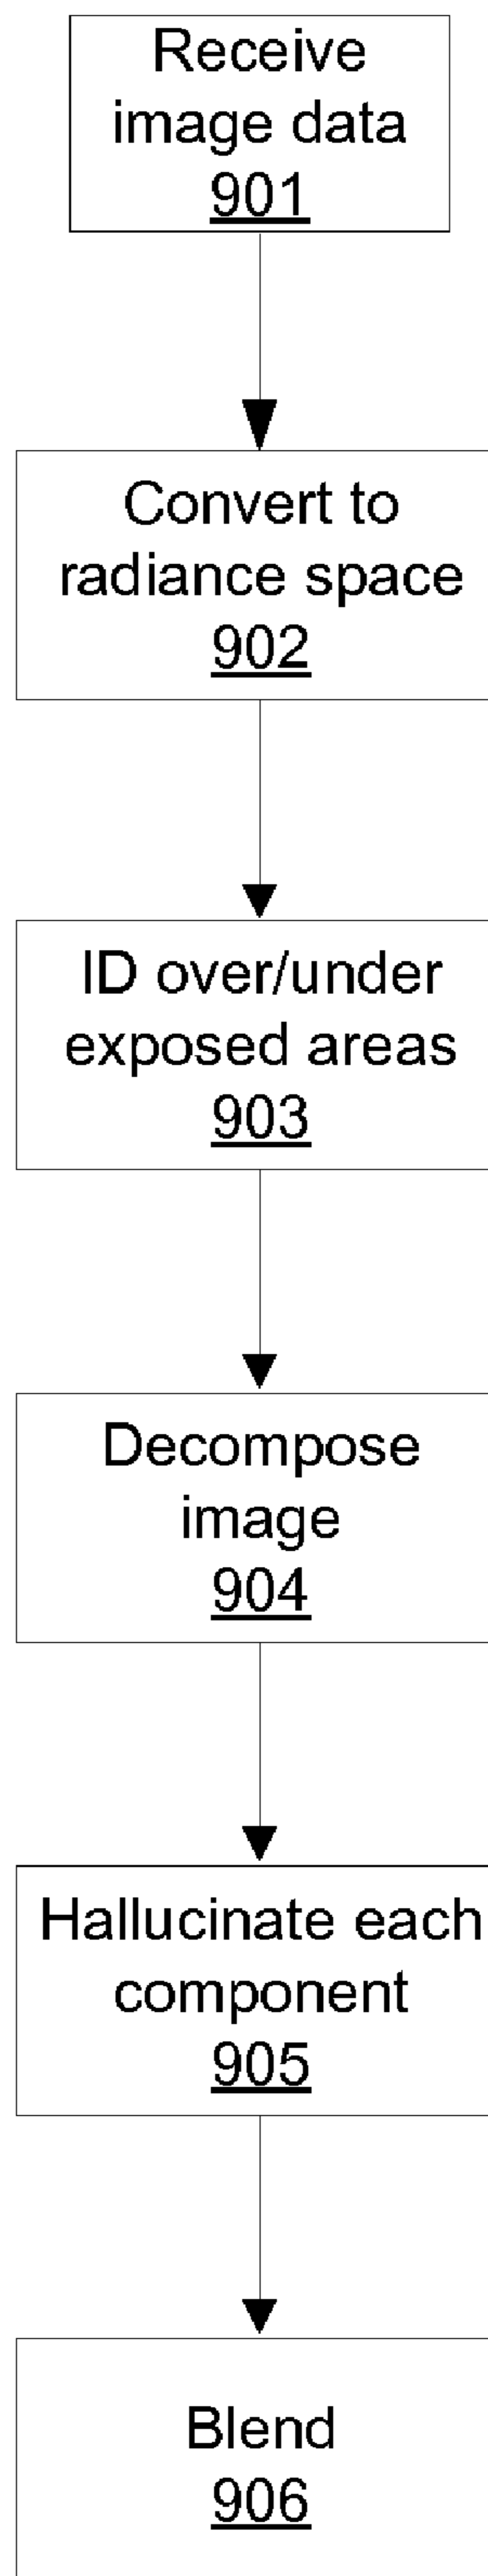 Receive
image data
901
Convert to
radiance space
902
ID over/under
exposed areas
903
Decompose
image
904
Hallucinate each
component
905
Blend
906